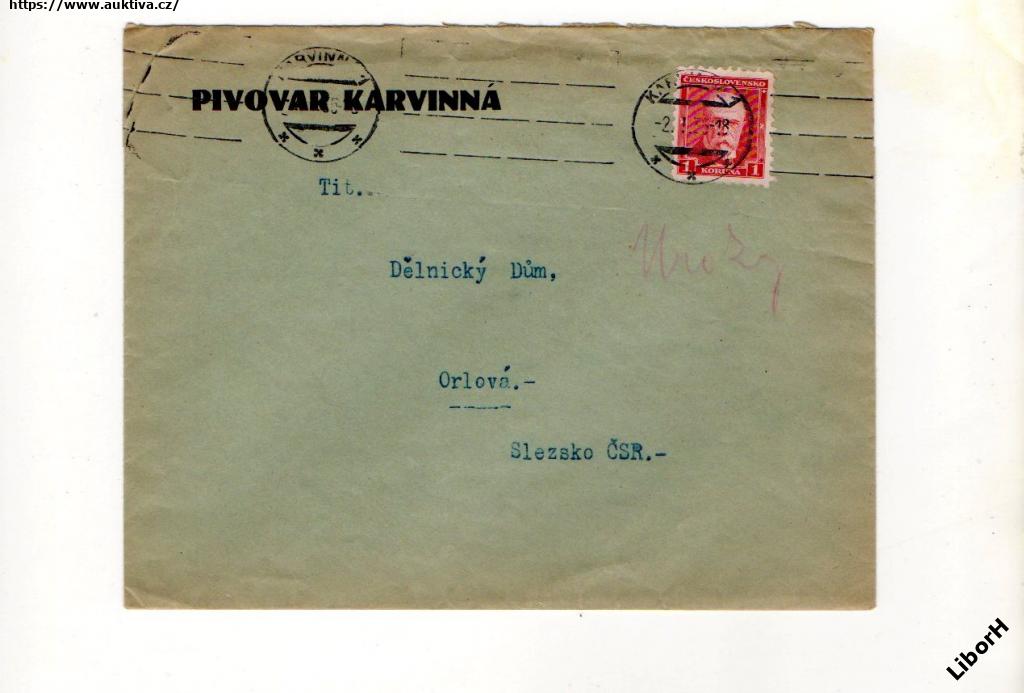 https://www.auktiva.cz/
PIVOVAR KARVINNÁ
ČESKOSLOVENSKO
1 KORUNA 1
Tit.
Dělnický Dům,
Orlová.-
Slezsko ČSR.-
LiborH